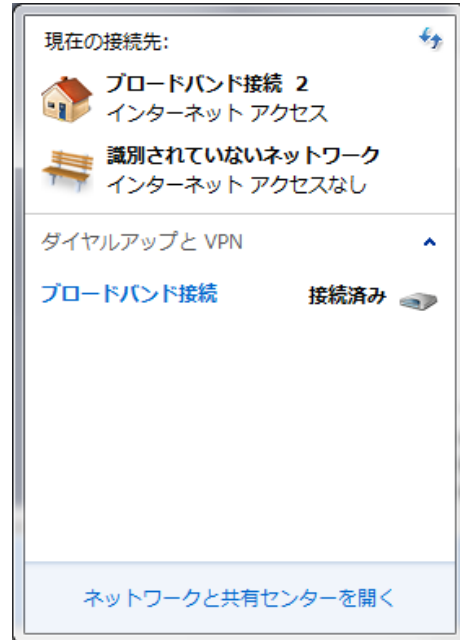 現在の接続先:
ブロードバンド接続 2
インターネット アクセス
識別されていないネットワーク
インターネット アクセスなし
ダイヤルアップと VPN
ブロードバンド接続 接続済み
ネットワークと共有センターを開く